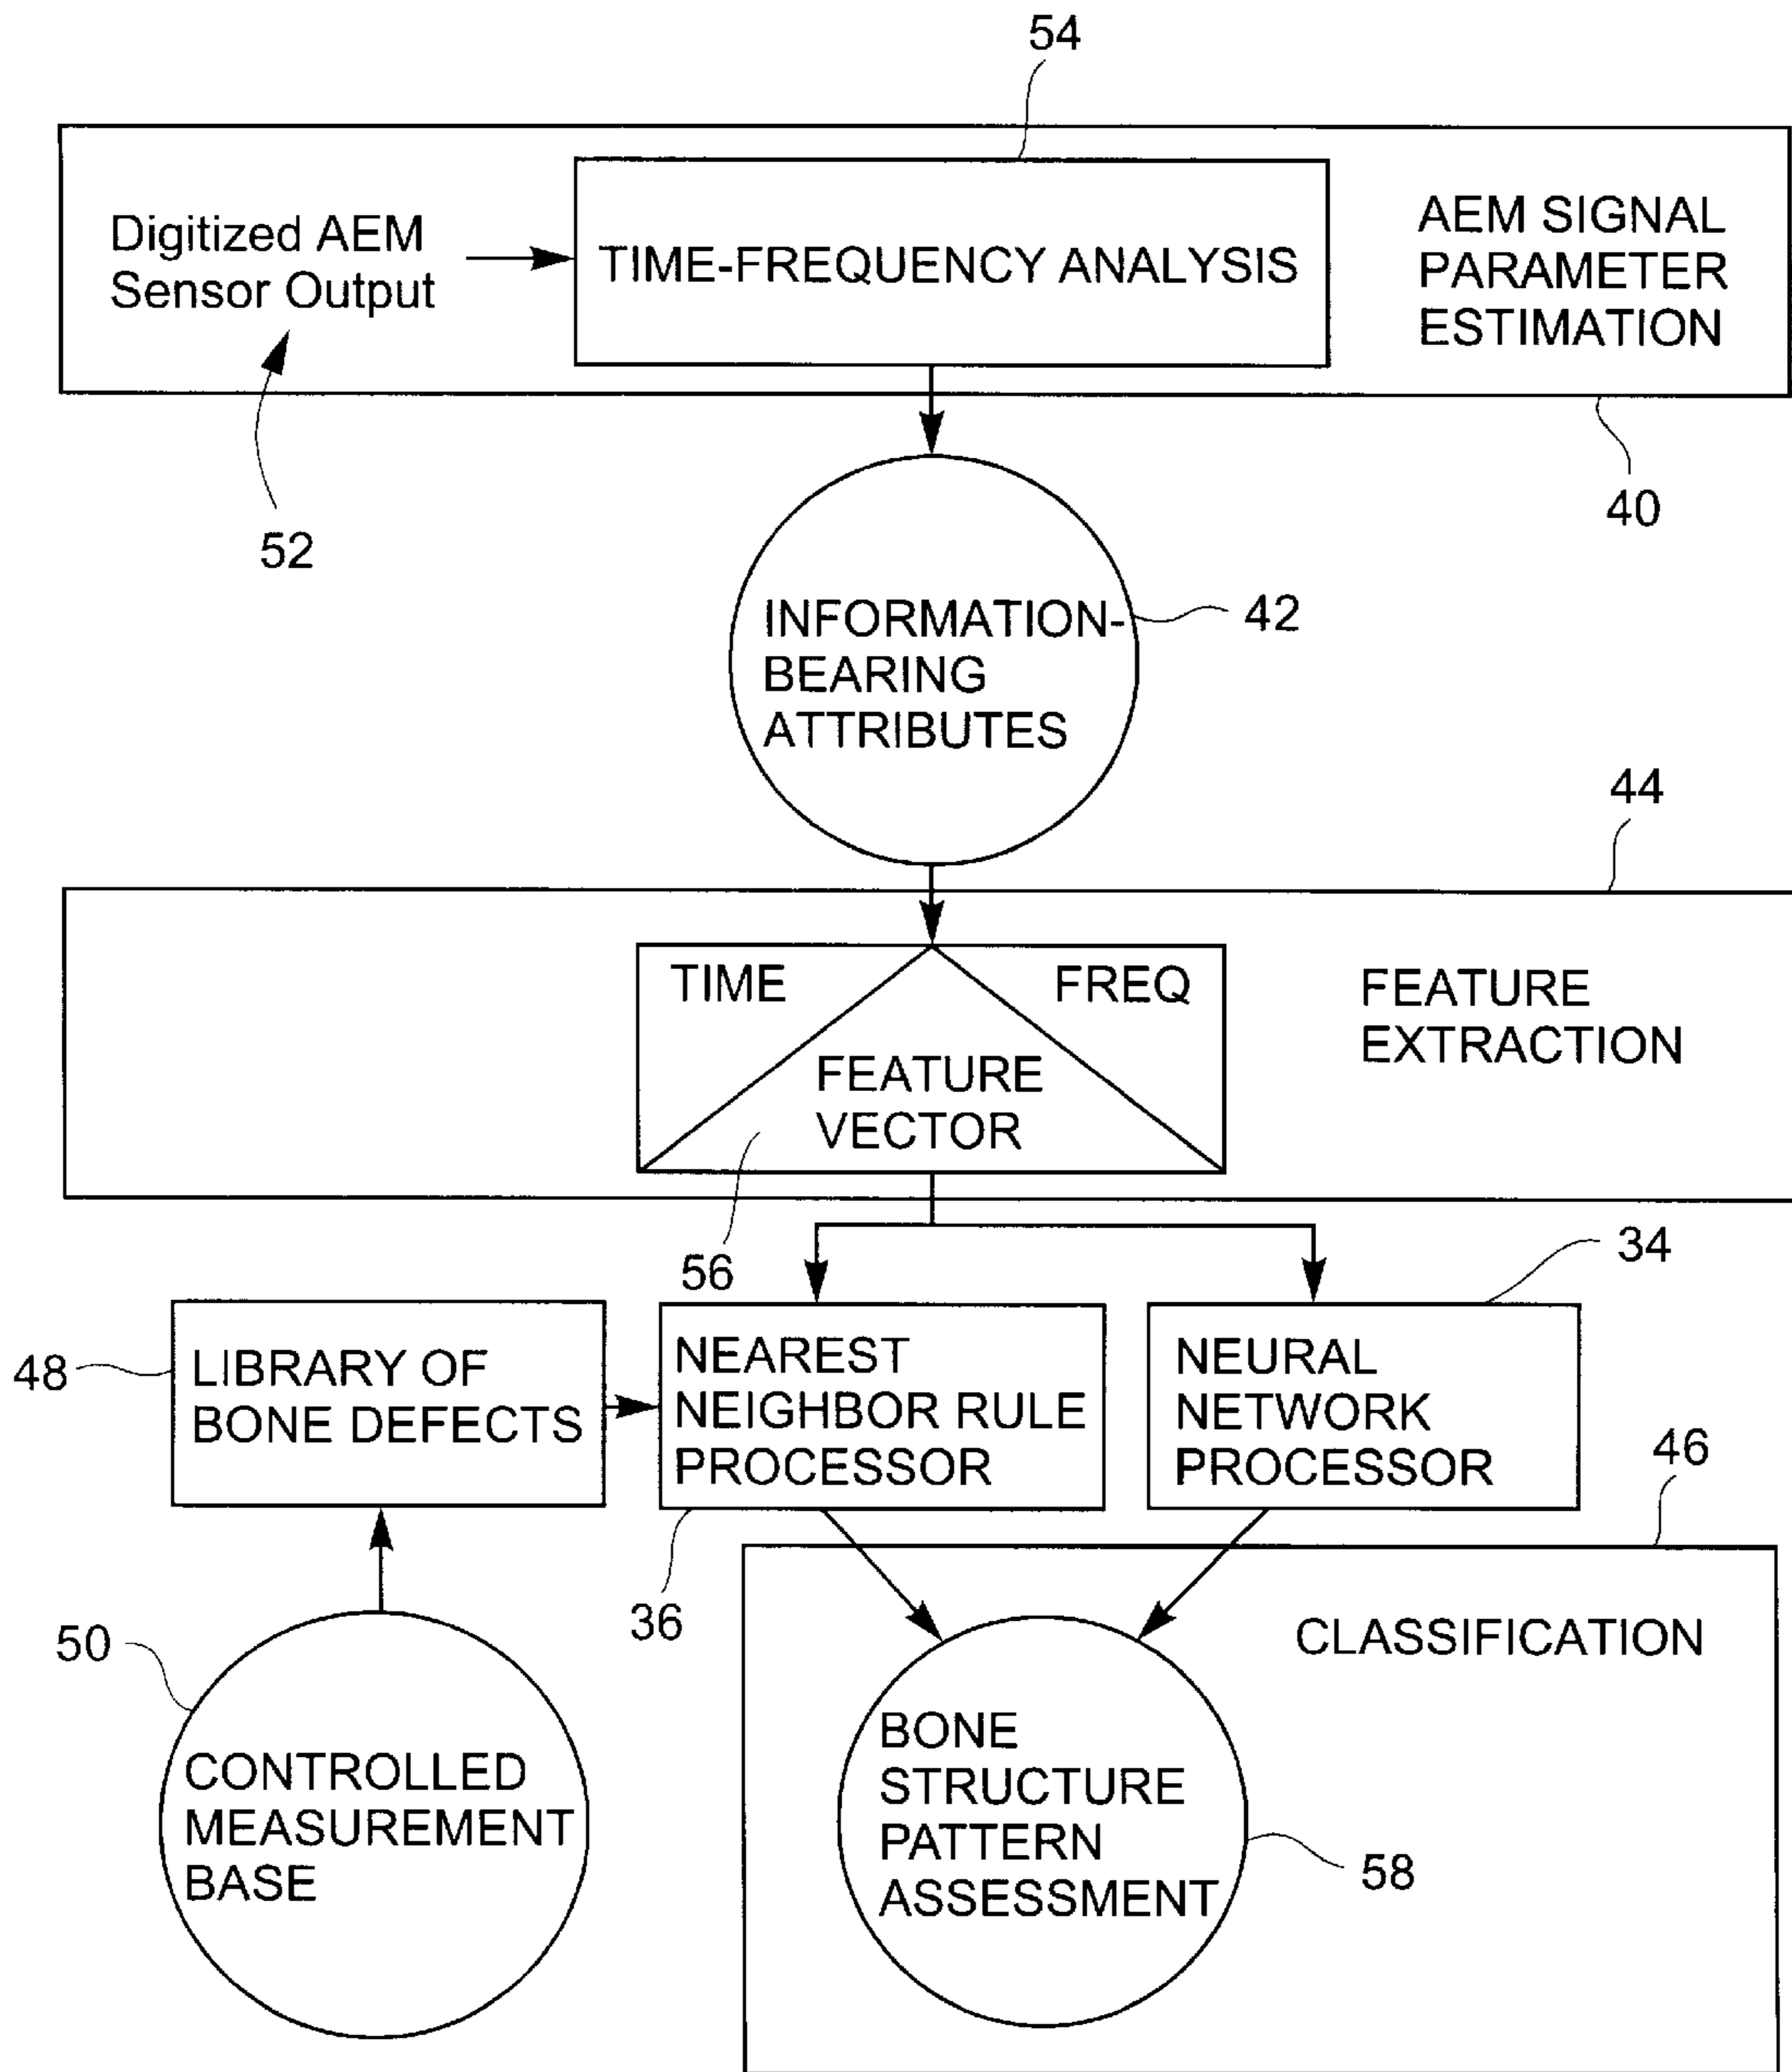 54
Digitized AEM
Sensor Output
TIME-FREQUENCY ANALYSIS
AEM SIGNAL
PARAMETER
ESTIMATION
40
52
INFORMATION-
BEARING
ATTRIBUTES
42
44
TIME
FREQ
FEATURE
VECTOR
FEATURE
EXTRACTION
56
34
48
LIBRARY OF
BONE DEFECTS
NEAREST
NEIGHBOR RULE
PROCESSOR
NEURAL
NETWORK
PROCESSOR
46
36
50
CONTROLLED
MEASUREMENT
BASE
CLASSIFICATION
BONE
STRUCTURE
PATTERN
ASSESSMENT
58